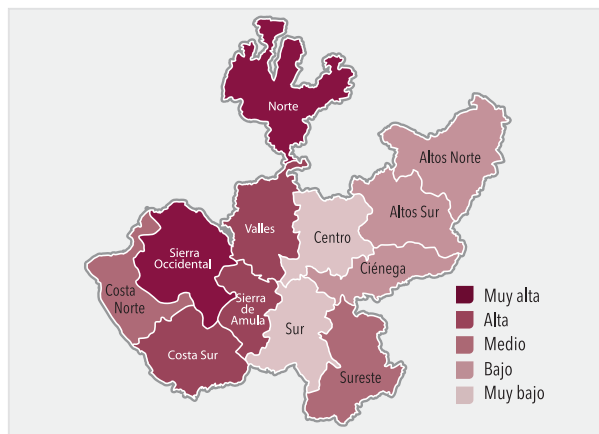 Norte
Altos Norte
Altos Sur
Valles
Centro
Sierra
Occidental
Ciénega
Costa
Norte
Sierra
de
Amula
Sur
Costa Sur
Sureste
Muy alta
Alta
Medio
Bajo
Muy bajo